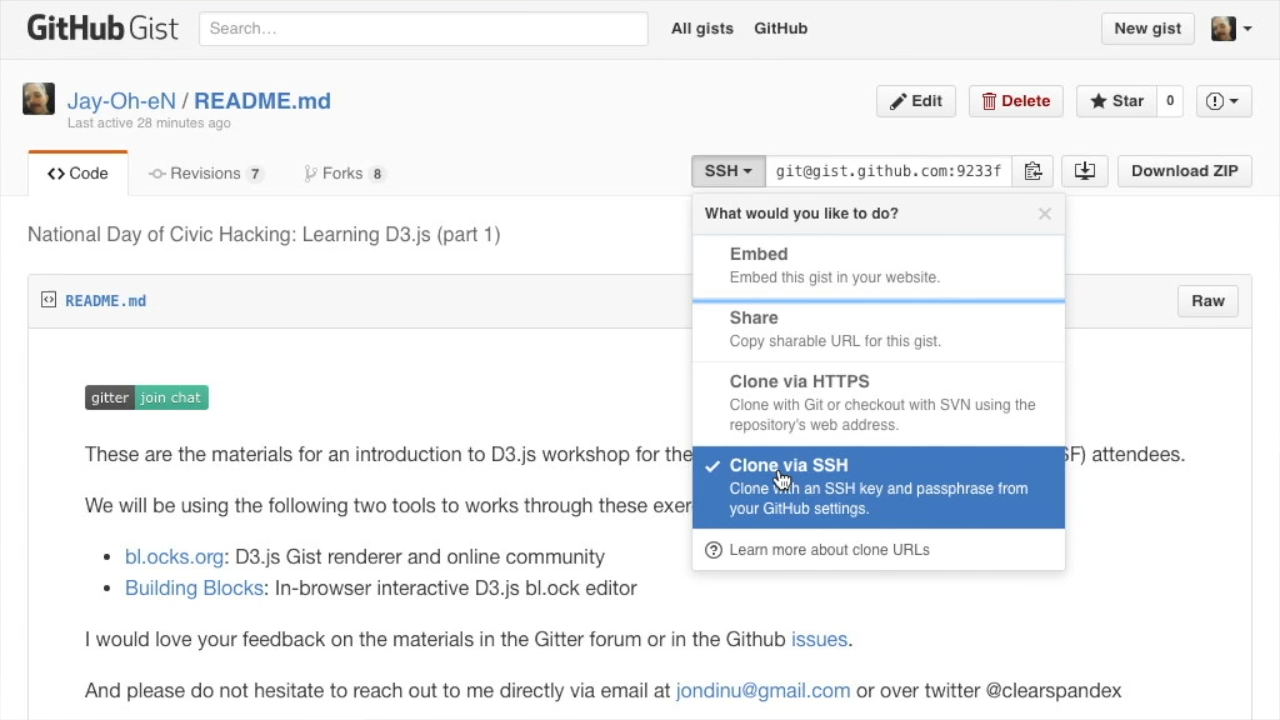 GitHub Gist Search… All gists GitHub New gist
Jay-Oh-eN / README.md Edit Delete Star 0
Last active 28 minutes ago
Code Revisions 7 Forks 8 SSH git@gist.github.com:9233f Download ZIP
What would you like to do?
National Day of Civic Hacking: Learning D3.js (part 1)
Embed
Embed this gist in your website.
README.md Raw
Share
Copy sharable URL for this gist.
Clone via HTTPS
Clone with Git or checkout with SVN using the
repository's web address.
gitter join chat
These are the materials for an introduction to D3.js workshop for the SF) attendees.
Clone via SSH
Clone with an SSH key and passphrase from
your GitHub settings.
We will be using the following two tools to works through these exer
Learn more about clone URLs
bl.ocks.org: D3.js Gist renderer and online community
Building Blocks: In-browser interactive D3.js bl.ock editor
I would love your feedback on the materials in the Gitter forum or in the Github issues.
And please do not hesitate to reach out to me directly via email at jondinu@gmail.com or over twitter @clearspandex